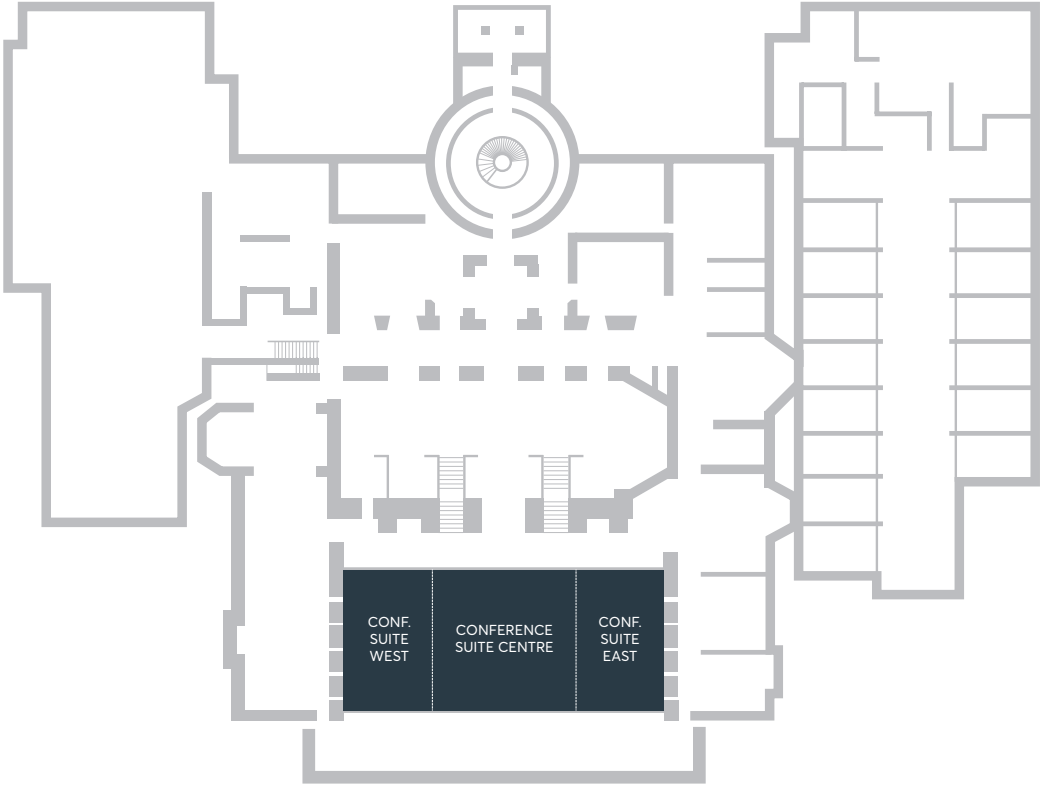 CONF.
SUITE
WEST
CONFERENCE
SUITE CENTRE
CONF.
SUITE
EAST